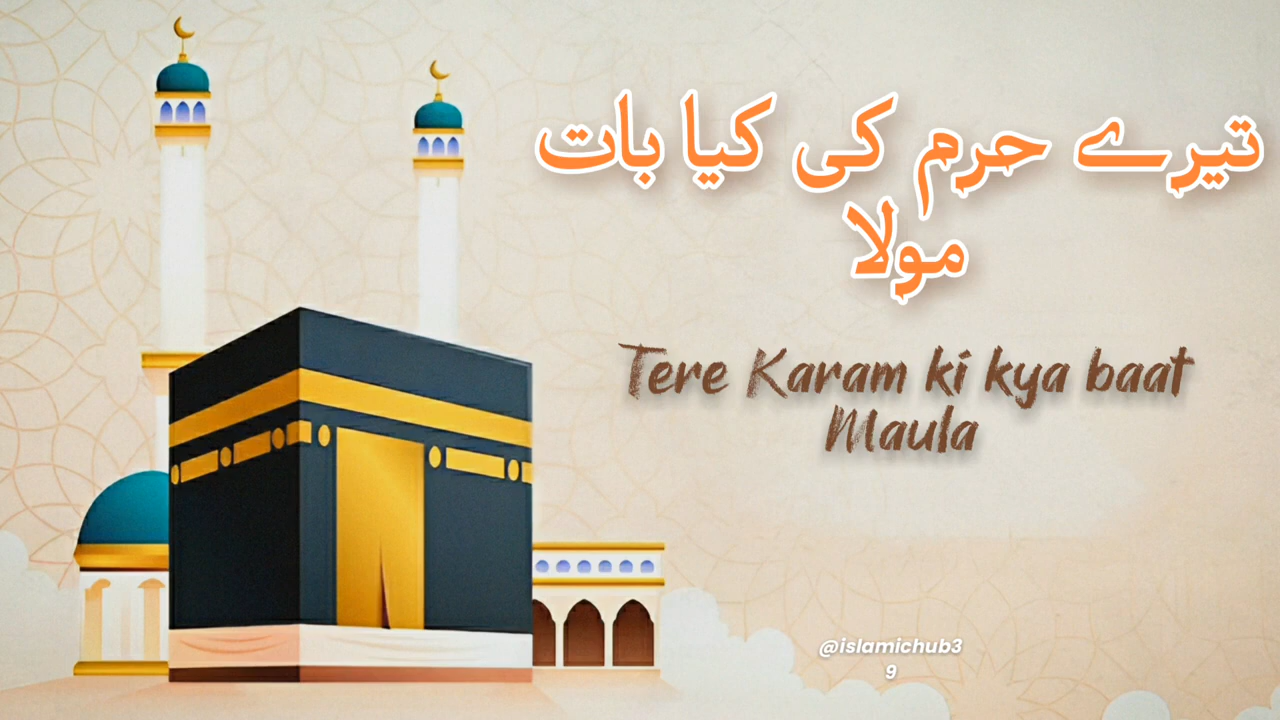 تیرے حرم کی کیا بات
مولا
Tere Karam ki kya baat
Maula
@islamichub3
9